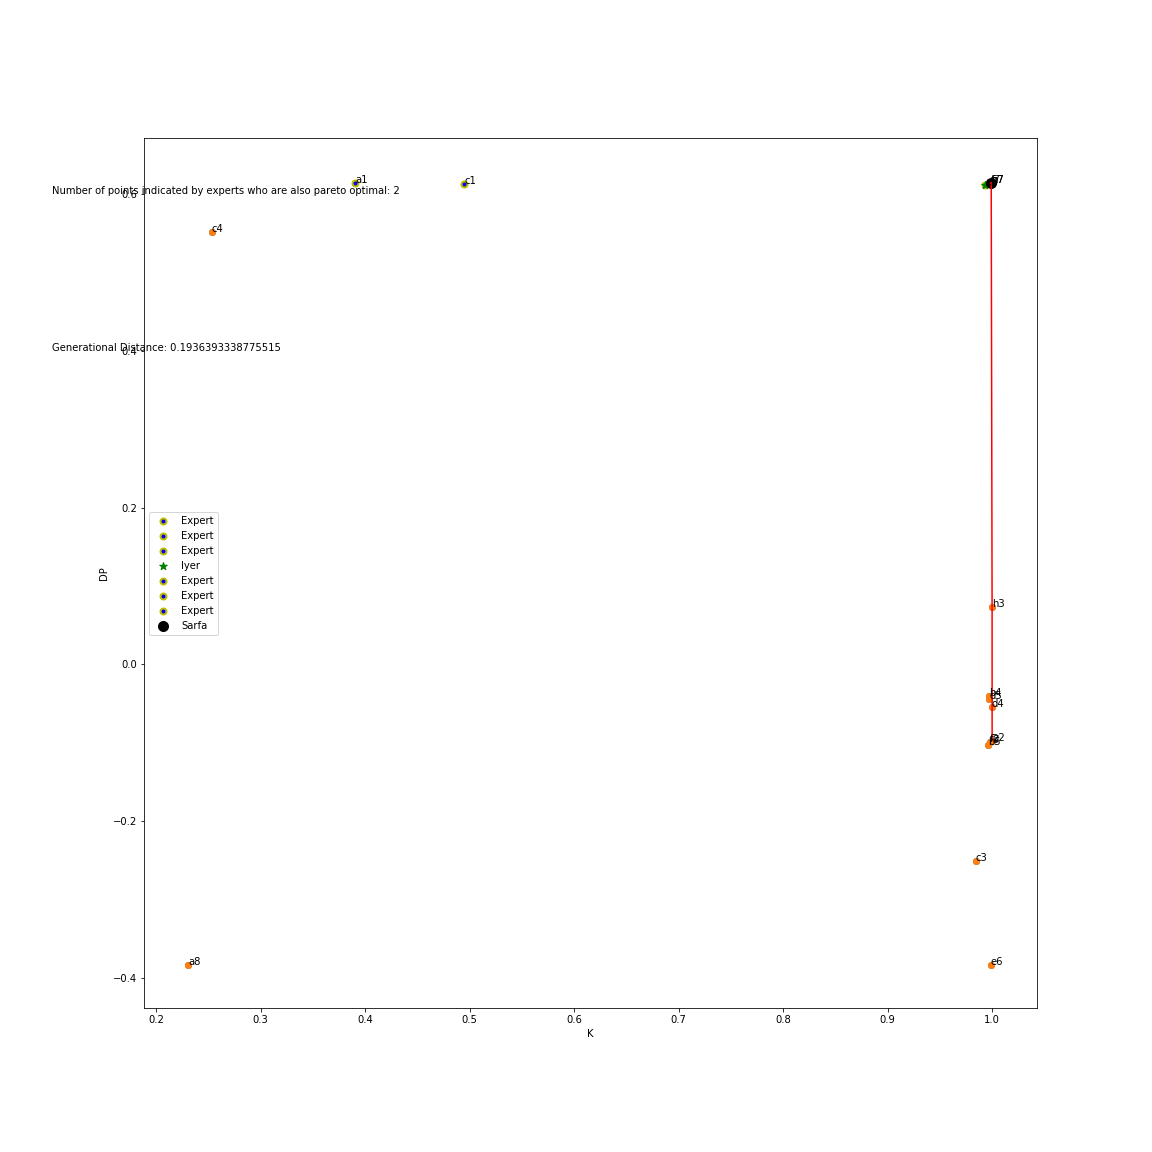 a1
c1
Number of points indicated by experts who are also pareto optimal: 2
0.6
c4
Generational Distance: 0.1936393338775515
0.4
0.2
Expert
Expert
Expert
Iyer
Expert
Expert
Expert
Sarfa
DP
h3
0.0
d4
−0.2
c3
a8
e6
−0.4
0.2 0.3 0.4 0.5 0.6 0.7 0.8 0.9 1.0
K